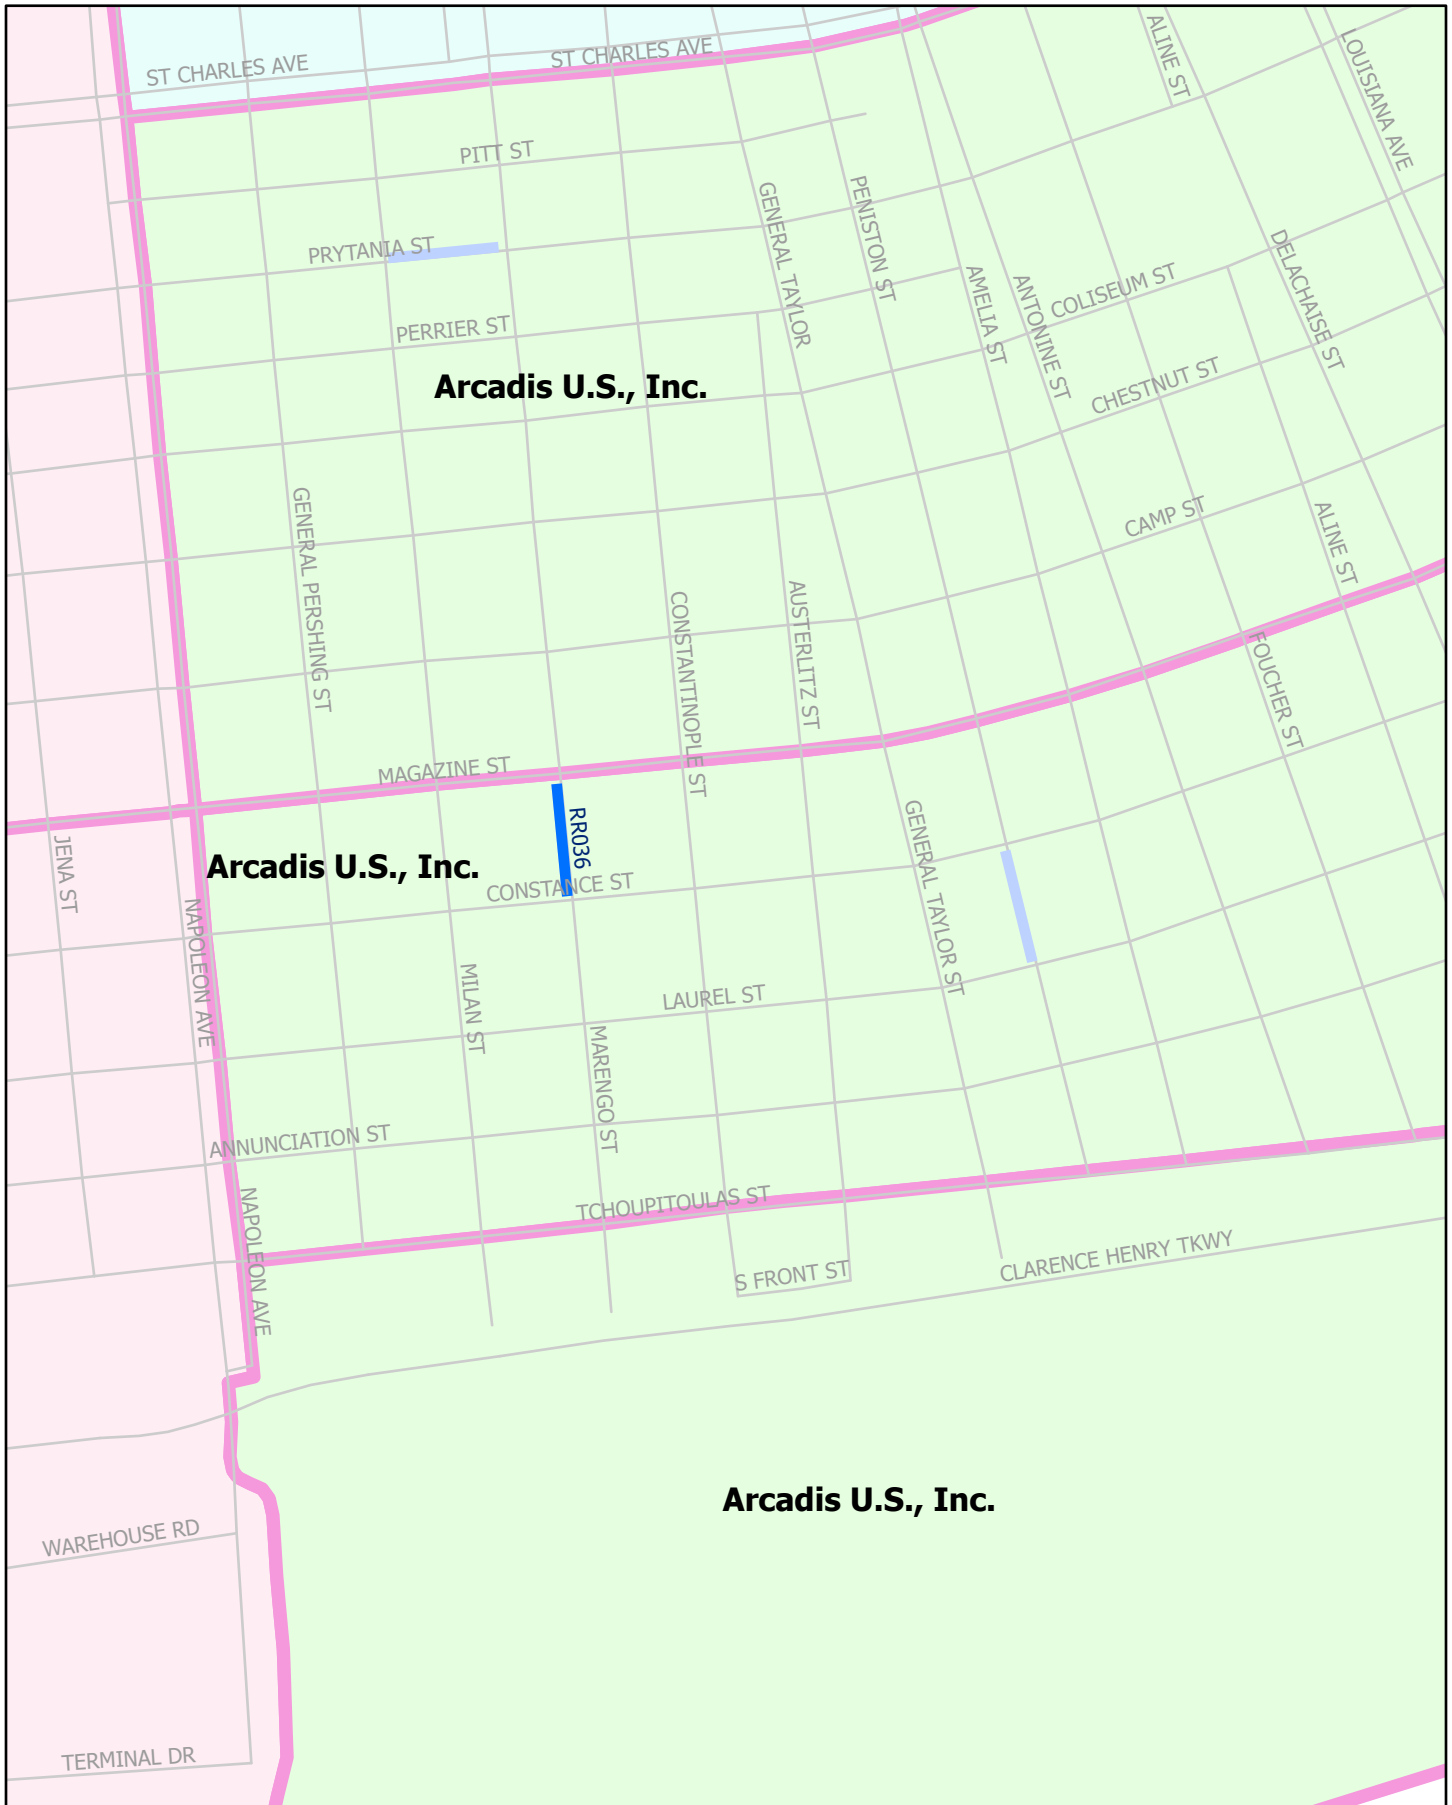 ALINE ST
LOUISIANA AVE
ST CHARLES AVE
ST CHARLES AVE
PITT ST
GENERAL TAYLOR
PENISTON ST
PRYTANIA ST
DELACHAISE ST
AMELIA ST
ANTONINE ST
COLISEUM ST
PERRIER ST
Arcadis U.S., Inc.
CHESTNUT ST
GENERAL PERSHING ST
CAMP ST
ALINE ST
CONSTANTINOPLE ST
AUSTERLITZ ST
FOUCHER ST
MAGAZINE ST
JENA ST
RR036
GENERAL TAYLOR ST
Arcadis U.S., Inc.
CONSTANCE ST
NAPOLEON AVE
MILAN ST
LAUREL ST
MARENGO ST
ANNUNCIATION ST
NAPOLEON AVE
TCHOUPITOULAS ST
S FRONT ST
CLARENCE HENRY TKWY
Arcadis U.S., Inc.
WAREHOUSE RD
TERMINAL DR